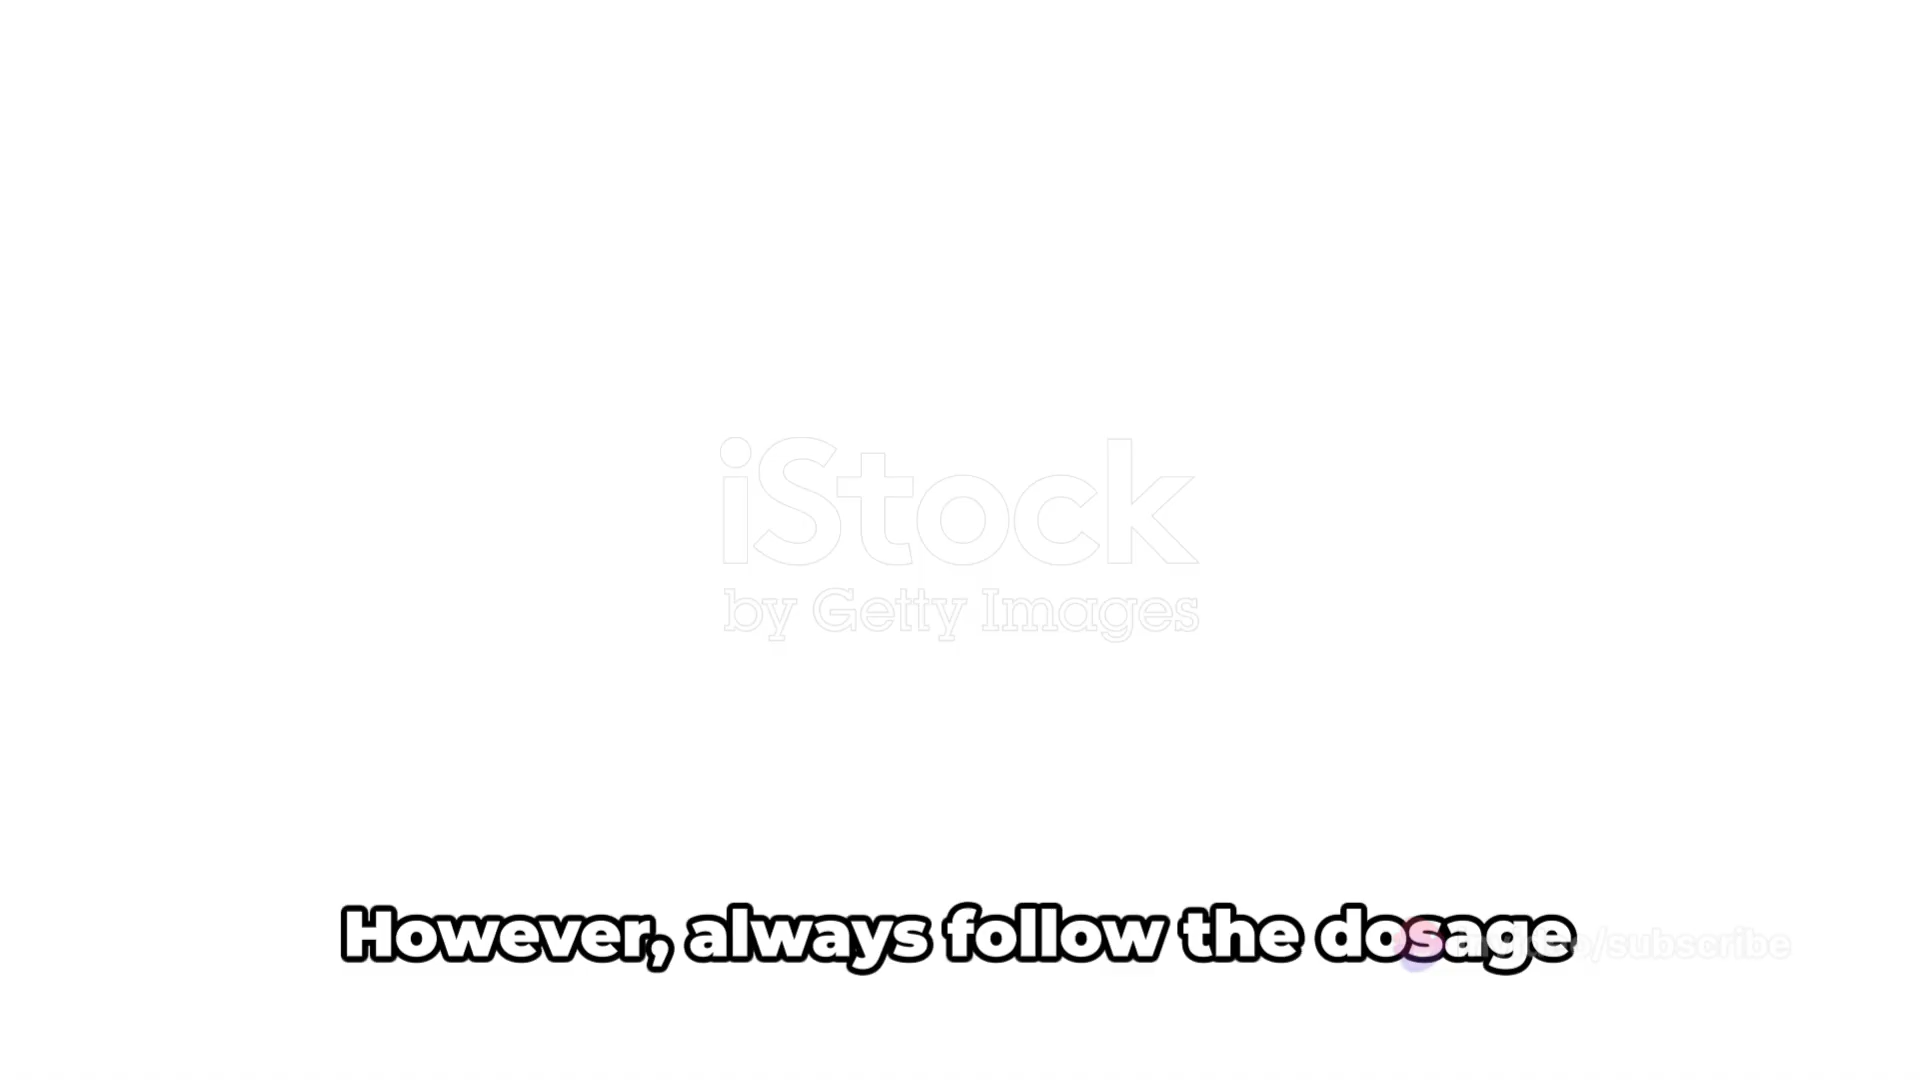 iStock
by Getty Images
However, always follow the dosage
/subscribe